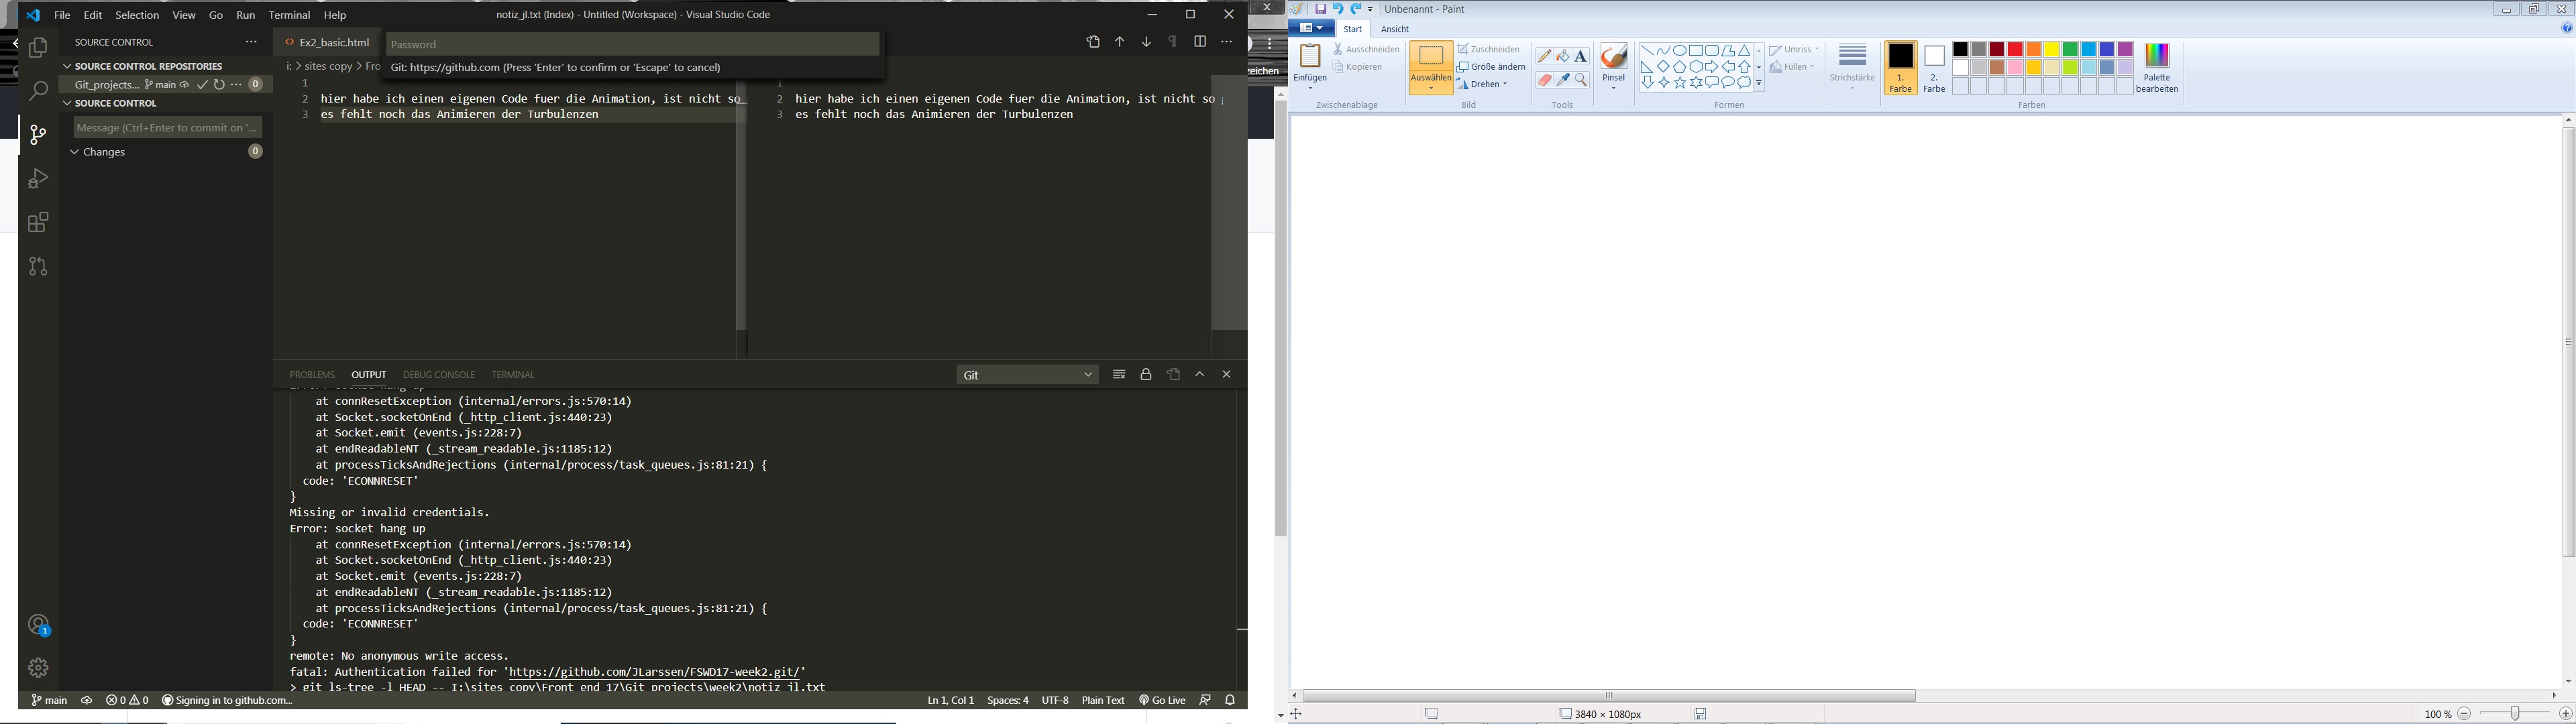 File Edit Selection View Go Run Terminal Help
notiz_jl.txt (Index) - Untitled (Workspace) - Visual Studio Code
SOURCE CONTROL
SOURCE CONTROL REPOSITORIES
Git_projects... main
0
SOURCE CONTROL
Message (Ctrl+Enter to commit on '...
Changes
0
Ex2_basic.html
Password
Git: https://github.com (Press 'Enter' to confirm or 'Escape' to cancel)
i: > sites copy > Fro
1
2 hier habe ich einen eigenen Code fuer die Animation, ist nicht so
3 es fehlt noch das Animieren der Turbulenzen
1
2 hier habe ich einen eigenen Code fuer die Animation, ist nicht so
3 es fehlt noch das Animieren der Turbulenzen
PROBLEMS OUTPUT DEBUG CONSOLE TERMINAL
Git
at connResetException (internal/errors.js:570:14)
at Socket.socketOnEnd (_http_client.js:440:23)
at Socket.emit (events.js:228:7)
at endReadableNT (_stream_readable.js:1185:12)
at processTicksAndRejections (internal/process/task_queues.js:81:21) {
code: 'ECONNRESET'
}
Missing or invalid credentials.
Error: socket hang up
at connResetException (internal/errors.js:570:14)
at Socket.socketOnEnd (_http_client.js:440:23)
at Socket.emit (events.js:228:7)
at endReadableNT (_stream_readable.js:1185:12)
at processTicksAndRejections (internal/process/task_queues.js:81:21) {
code: 'ECONNRESET'
}
remote: No anonymous write access.
fatal: Authentication failed for 'https://github.com/JLarssen/FSWD17-week2.git/'
> git ls-tree -l HEAD -- I:\sites copy\Front end 17\Git projects\week2\notiz jl.txt
1
main 0 0 Signing in to github.com...
Ln 1, Col 1 Spaces: 4 UTF-8 Plain Text Go Live
zeichen
Unbenannt - Paint
Start Ansicht
Einfügen
Ausschneiden
Kopieren
Zwischenablage
Auswählen
Zuschneiden
Größe ändern
Drehen
Bild
A
Tools
Pinsel
Formen
Umriss
Füllen
Strichstärke
1. Farbe
2. Farbe
Farben
Palette bearbeiten
3840 × 1080px
100 %